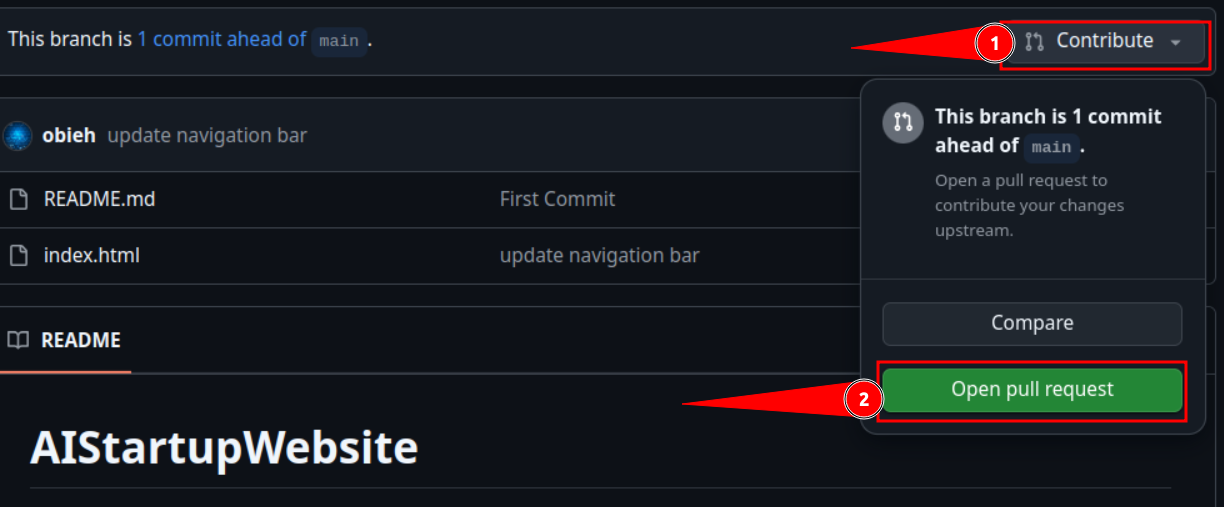 This branch is 1 commit ahead of main .
1
Contribute
obieh update navigation bar
This branch is 1 commit
ahead of main .
Open a pull request to
contribute your changes
upstream.
README.md First Commit
index.html update navigation bar
Compare
README
2
Open pull request
AIStartupWebsite